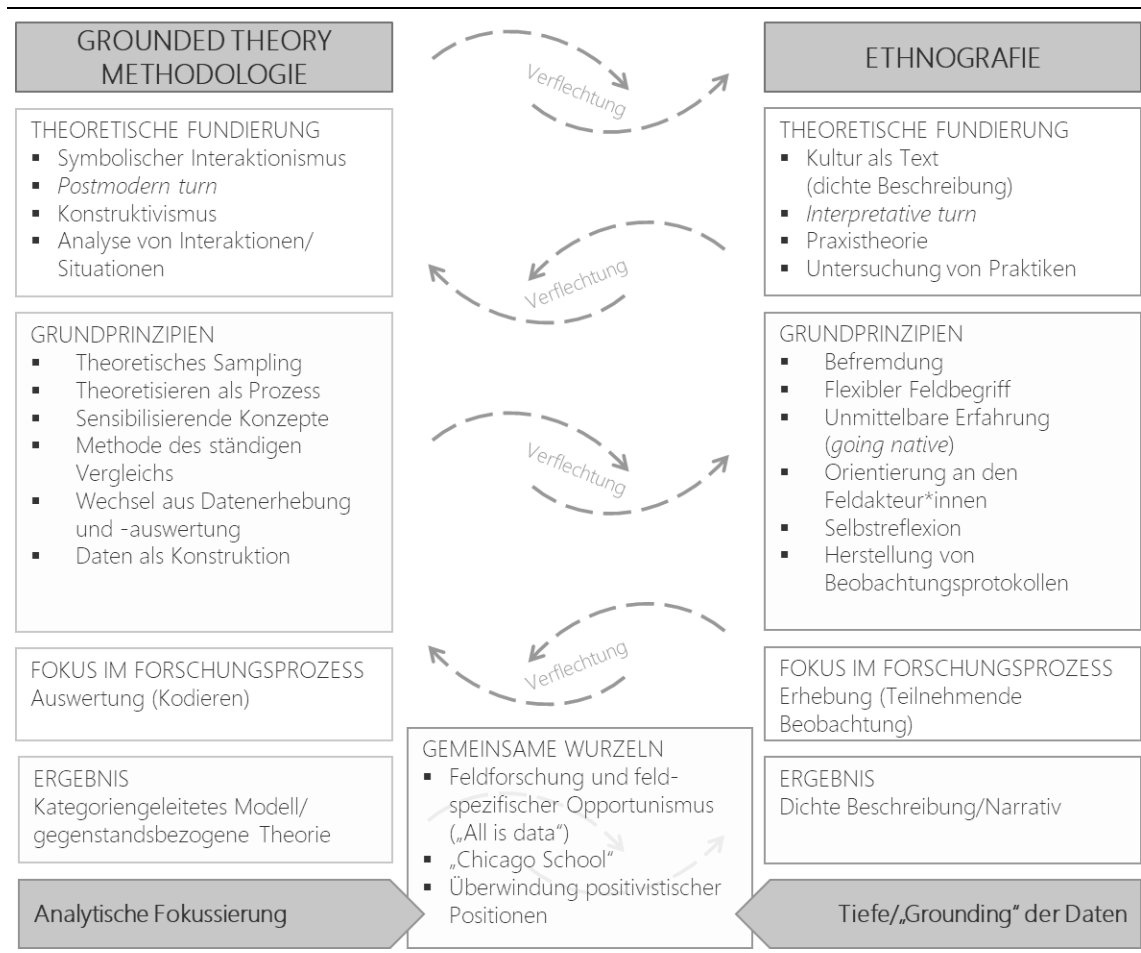 GROUNDED THEORY
METHODOLOGIE
THEORETISCHE FUNDIERUNG
▪ Symbolischer Interaktionismus
▪ Postmodern turn
▪ Konstruktivismus
▪ Analyse von Interaktionen/
Situationen
GRUNDPRINZIPIEN
▪ Theoretisches Sampling
▪ Theoretisieren als Prozess
▪ Sensibilisierende Konzepte
▪ Methode des ständigen
Vergleichs
▪ Wechsel aus Datenerhebung
und -auswertung
▪ Daten als Konstruktion
FOKUS IM FORSCHUNGSPROZESS
Auswertung (Kodieren)
ERGEBNIS
Kategoriengeleitetes Modell/
gegenstandsbezogene Theorie
Analytische Fokussierung
Verflechtung
Verflechtung
Verflechtung
Verflechtung
GEMEINSAME WURZELN
▪ Feldforschung und feld-
spezifischer Opportunismus
(„All is data“)
▪ „Chicago School“
▪ Überwindung positivistischer
Positionen
ETHNOGRAFIE
THEORETISCHE FUNDIERUNG
▪ Kultur als Text
(dichte Beschreibung)
▪ Interpretative turn
▪ Praxistheorie
▪ Untersuchung von Praktiken
GRUNDPRINZIPIEN
▪ Befremdung
▪ Flexibler Feldbegriff
▪ Unmittelbare Erfahrung
(going native)
▪ Orientierung an den
Feldakteur*innen
▪ Selbstreflexion
▪ Herstellung von
Beobachtungsprotokollen
FOKUS IM FORSCHUNGSPROZESS
Erhebung (Teilnehmende
Beobachtung)
ERGEBNIS
Dichte Beschreibung/Narrativ
Tiefe/„Grounding“ der Daten